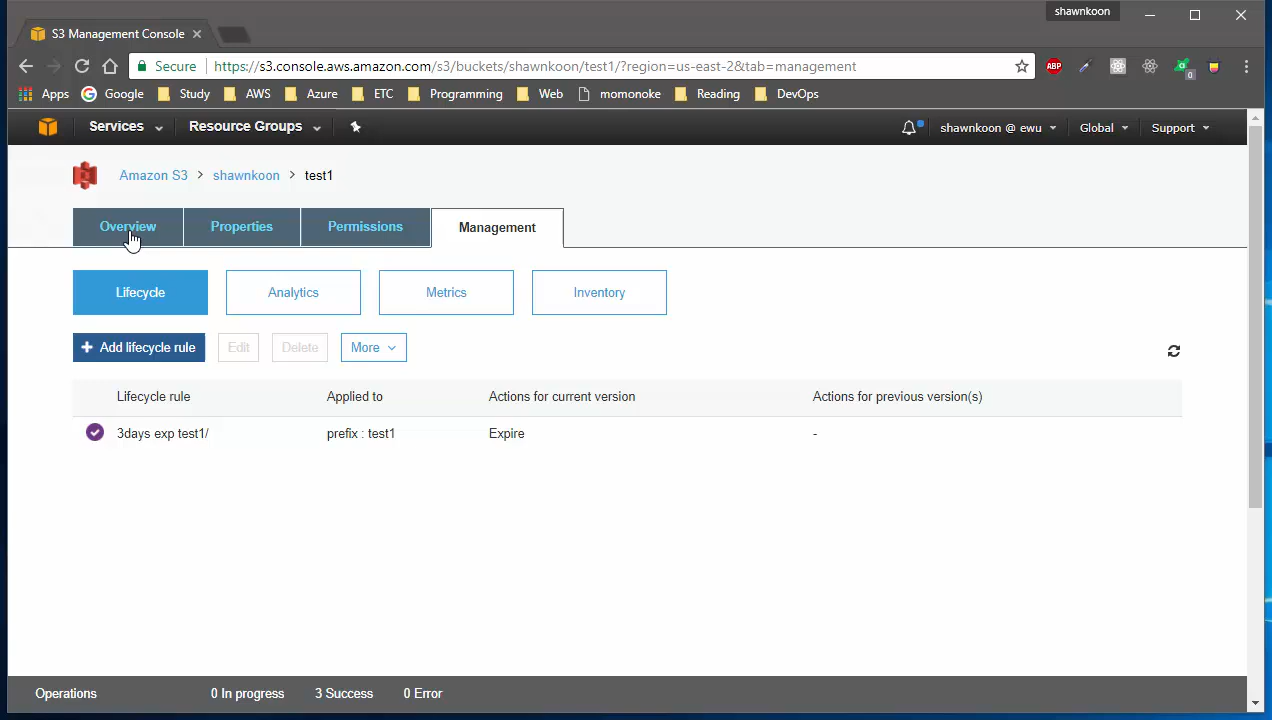 shawnkoon
S3 Management Console
Secure https://s3.console.aws.amazon.com/s3/buckets/shawnkoon/test1/?region=us-east-2&tab=management
ABP
0
Apps Google Study AWS Azure ETC Programming Web momonoke Reading DevOps
Services Resource Groups shawnkoon @ ewu Global Support
Amazon S3 > shawnkoon > test1
Overview Properties Permissions Management
Lifecycle Analytics Metrics Inventory
+ Add lifecycle rule Edit Delete More
Lifecycle rule Applied to Actions for current version Actions for previous version(s)
3days exp test1/ prefix : test1 Expire -
Operations 0 In progress 3 Success 0 Error